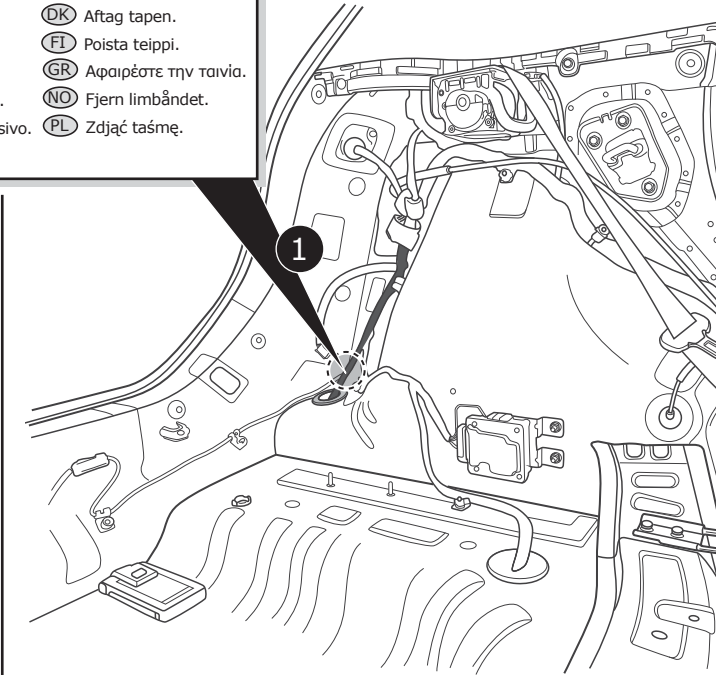 DK Aftag tapen.
FI Poista teippi.
GR Αφαιρέστε την ταινία.
NO Fjern limbåndet.
PL Zdjąć taśmę.
1